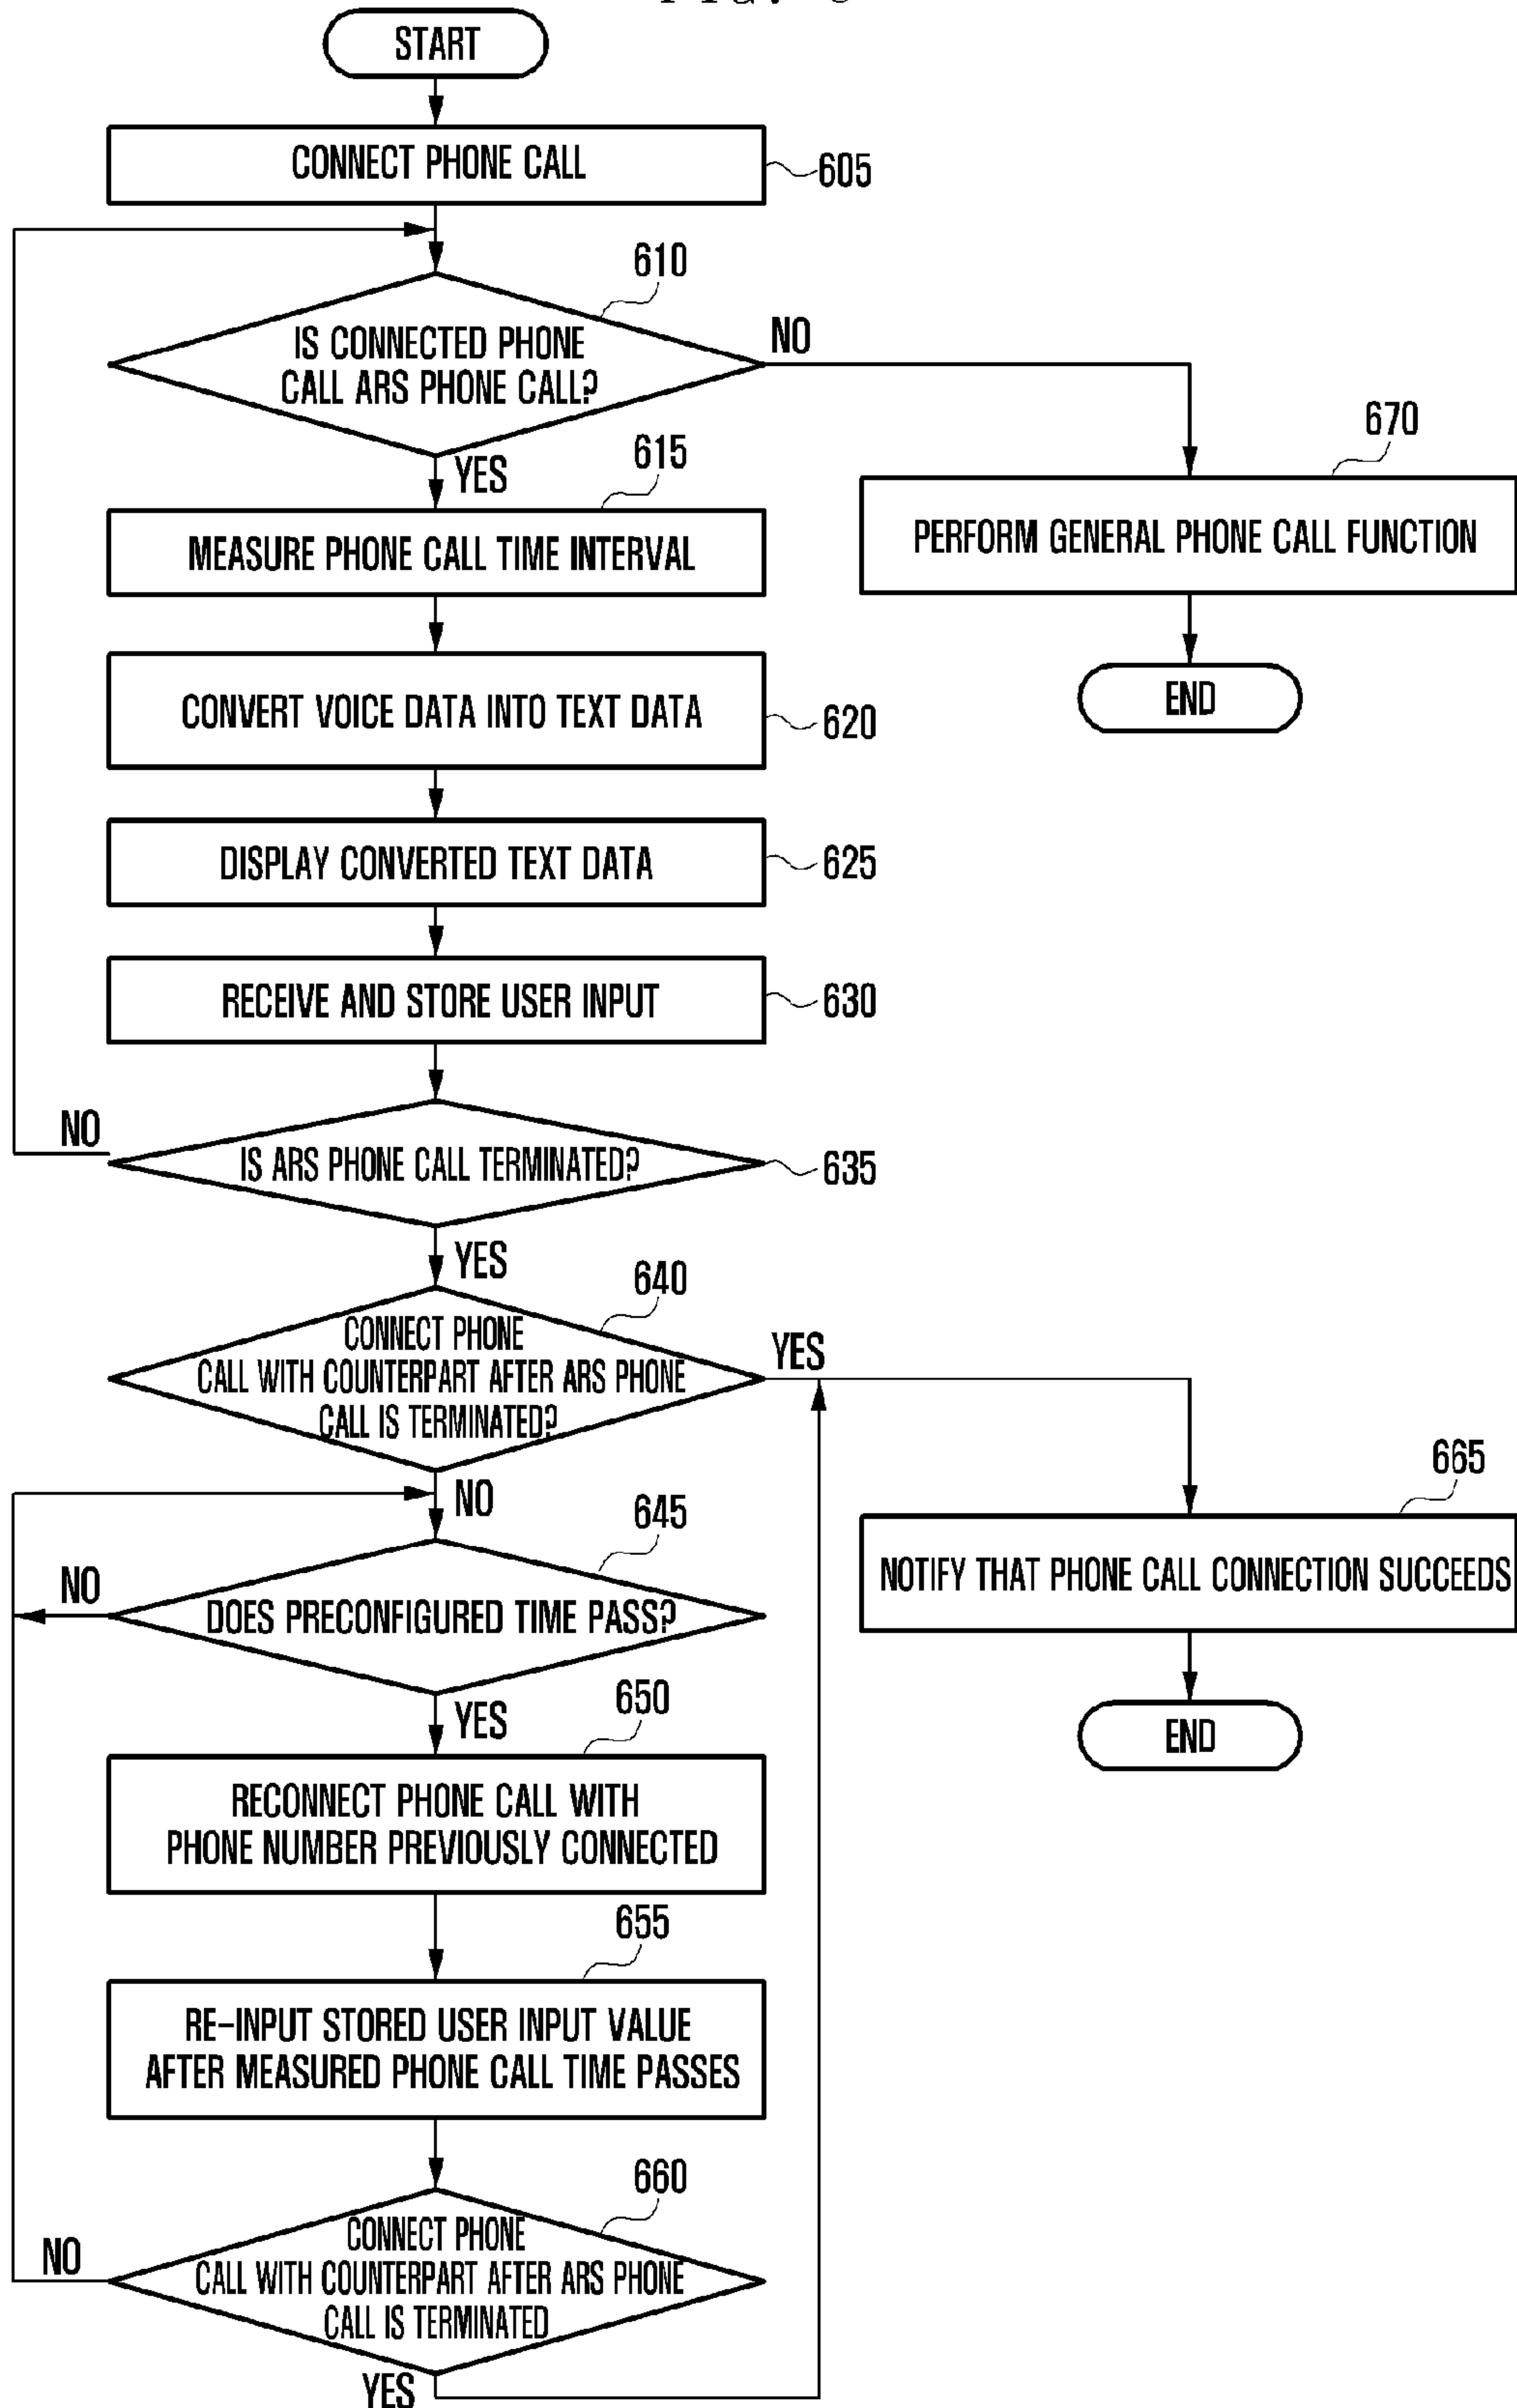 START
CONNECT PHONE CALL
605
610
IS CONNECTED PHONE
CALL ARS PHONE CALL?
NO
YES
615
MEASURE PHONE CALL TIME INTERVAL
670
PERFORM GENERAL PHONE CALL FUNCTION
END
CONVERT VOICE DATA INTO TEXT DATA
620
DISPLAY CONVERTED TEXT DATA
625
RECEIVE AND STORE USER INPUT
630
NO
IS ARS PHONE CALL TERMINATED?
635
YES
640
CONNECT PHONE
CALL WITH COUNTERPART AFTER ARS PHONE
CALL IS TERMINATED?
YES
NO
645
NO
DOES PRECONFIGURED TIME PASS?
YES
665
NOTIFY THAT PHONE CALL CONNECTION SUCCEEDS
END
650
RECONNECT PHONE CALL WITH
PHONE NUMBER PREVIOUSLY CONNECTED
655
RE-INPUT STORED USER INPUT VALUE
AFTER MEASURED PHONE CALL TIME PASSES
660
CONNECT PHONE
CALL WITH COUNTERPART AFTER ARS PHONE
CALL IS TERMINATED
NO
YES